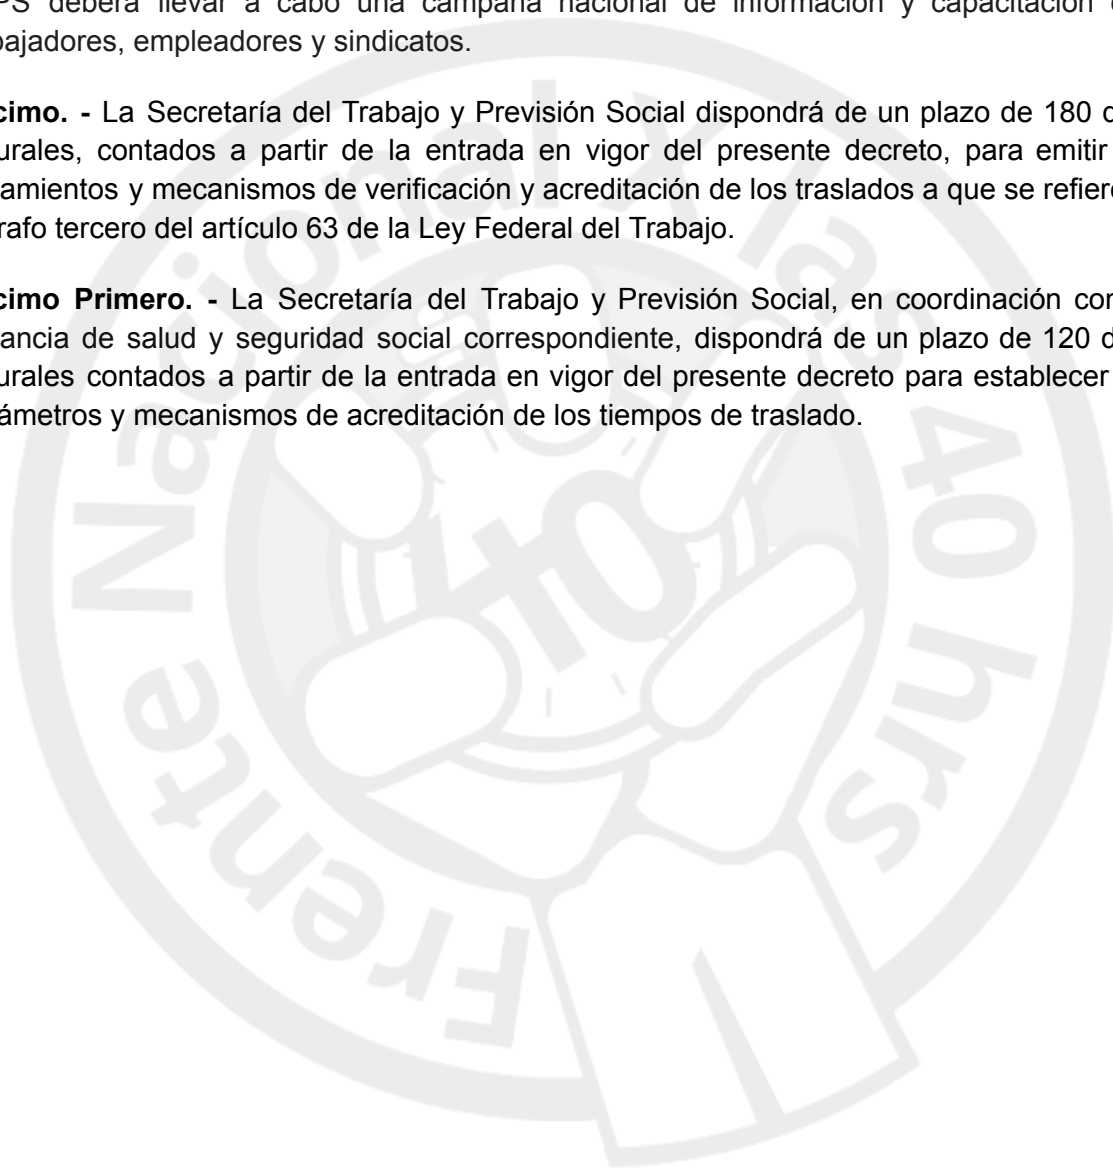 PS deberá llevar a cabo una campaña nacional de información y capacitación
bajadores, empleadores y sindicatos.
cimo. - La Secretaría del Trabajo y Previsión Social dispondrá de un plazo de 180 d
urales, contados a partir de la entrada en vigor del presente decreto, para emitir
amientos y mecanismos de verificación y acreditación de los traslados a que se refiere
rafo tercero del artículo 63 de la Ley Federal del Trabajo.
cimo Primero. - La Secretaría del Trabajo y Previsión Social, en coordinación con
ancia de salud y seguridad social correspondiente, dispondrá de un plazo de 120 d
urales contados a partir de la entrada en vigor del presente decreto para establecer
ámetros y mecanismos de acreditación de los tiempos de traslado.
Frente Nacional X las 40 hrs
40